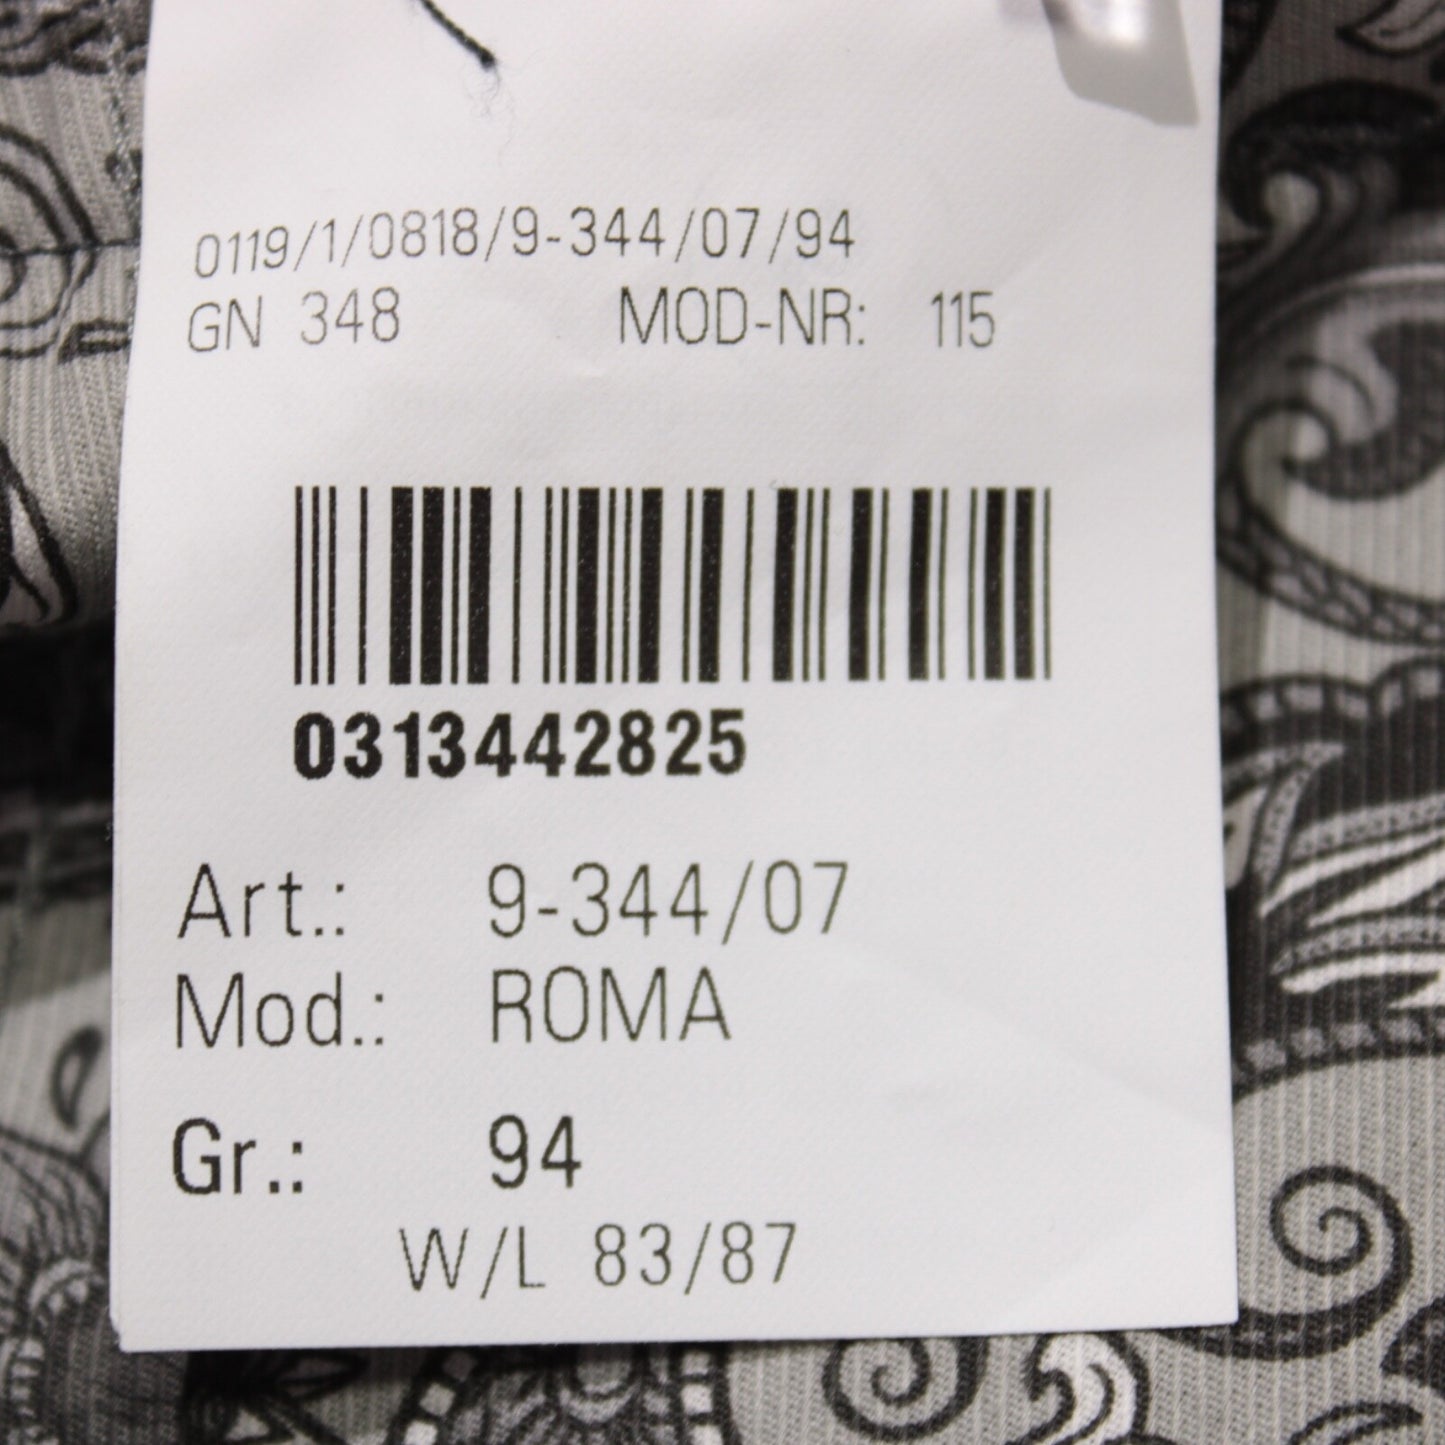 0119/1/0818/9-344/07/94
GN 348 MOD-NR: 115
0313442825
Art.: 9-344/07
Mod.: ROMA
Gr.: 94
W/L 83/87